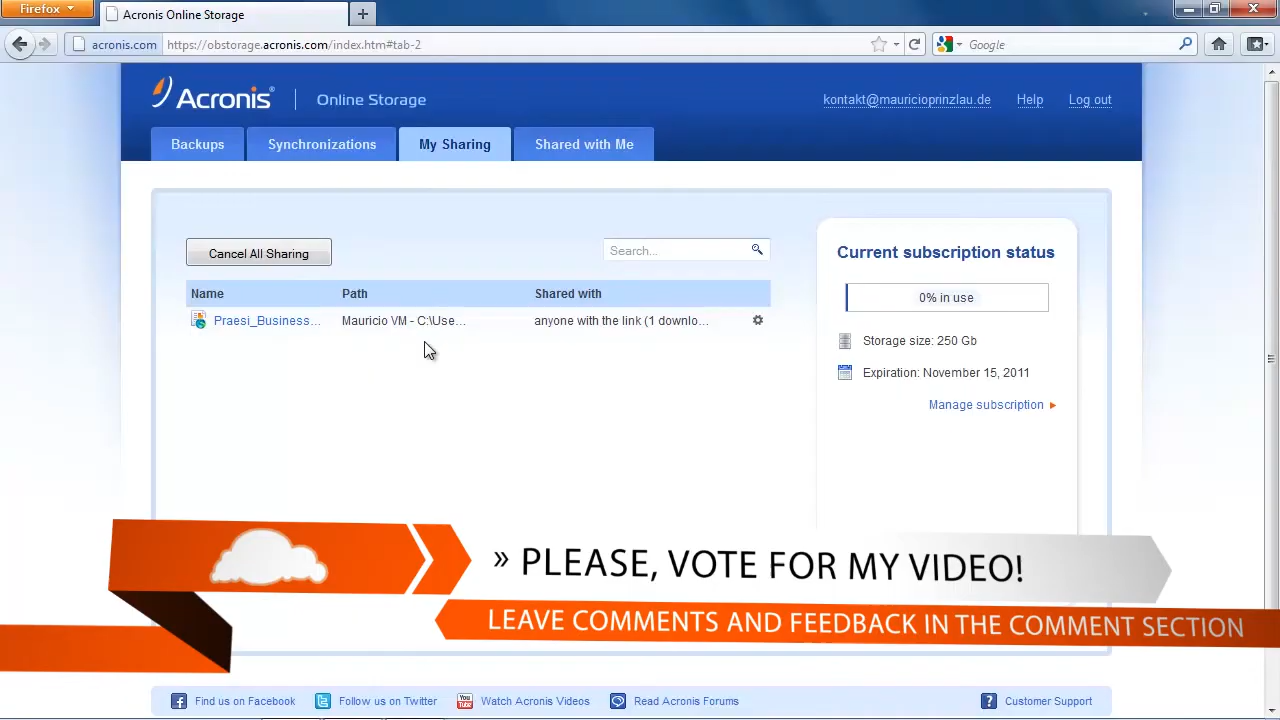 Firefox
Acronis Online Storage
acronis.com
https://obstorage.acronis.com/index.htm#tab-2
Google
Acronis®
Online Storage
kontakt@mauricioprinzlau.de
Help
Log out
Backups
Synchronizations
My Sharing
Shared with Me
Cancel All Sharing
Search...
Name
Path
Shared with
Praesi_Business...
Mauricio VM - C:\Use...
anyone with the link (1 downlo...
Current subscription status
0% in use
Storage size: 250 Gb
Expiration: November 15, 2011
Manage subscription
» PLEASE, VOTE FOR MY VIDEO!
LEAVE COMMENTS AND FEEDBACK IN THE COMMENT SECTION
Find us on Facebook
Follow us on Twitter
You Tube
Watch Acronis Videos
Read Acronis Forums
Customer Support